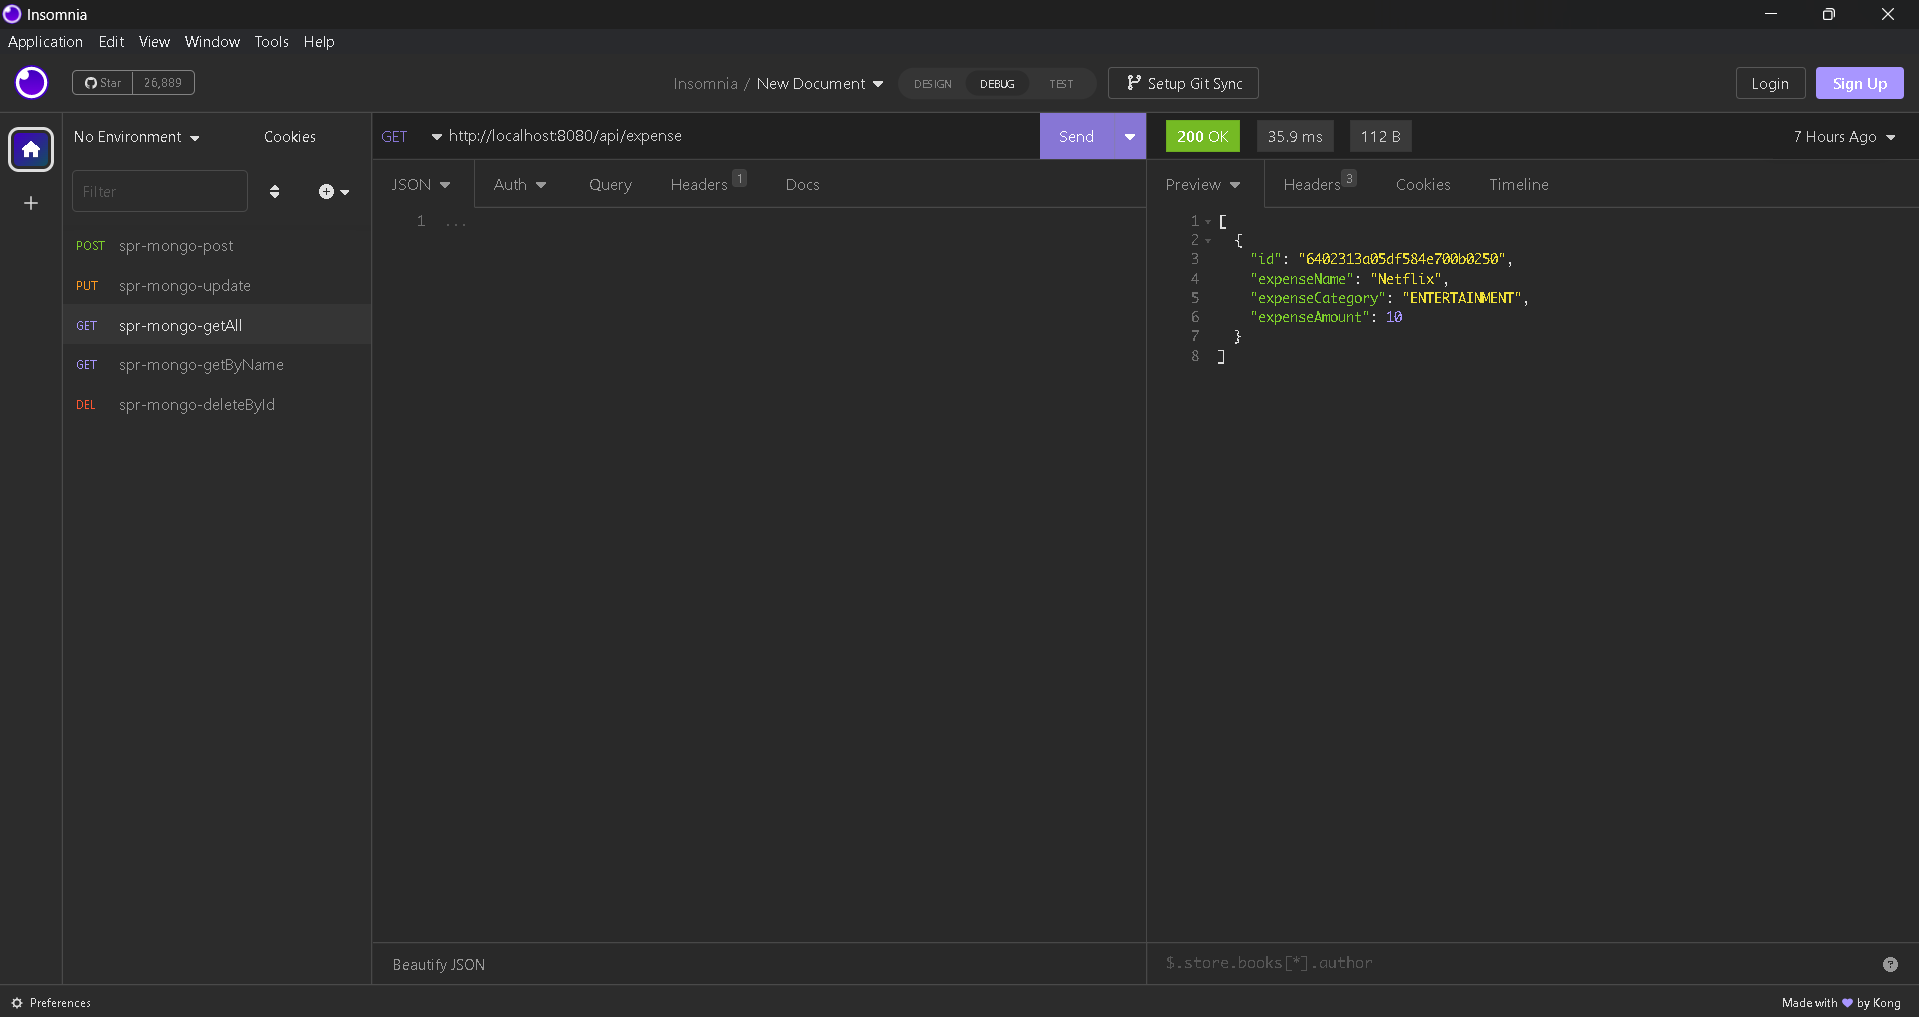 Insomnia
Application Edit View Window Tools Help
Star 26,889
Insomnia / New Document
DESIGN DEBUG TEST
Setup Git Sync
Login
Sign Up
No Environment
Cookies
Filter
POST spr-mongo-post
PUT spr-mongo-update
GET spr-mongo-getAll
GET spr-mongo-getByName
DEL spr-mongo-deleteById
GET http://localhost:8080/api/expense
Send
JSON Auth Query Headers 1 Docs
1 ...
Beautify JSON
200 OK 35.9 ms 112 B
7 Hours Ago
Preview Headers 3 Cookies Timeline
1 [
2 {
3 "id": "6402313a05df584e700b0250",
4 "expenseName": "Netflix",
5 "expenseCategory": "ENTERTAINMENT",
6 "expenseAmount": 10
7 }
8 ]
$.store.books[*].author
?
Preferences
Made with 💜 by Kong